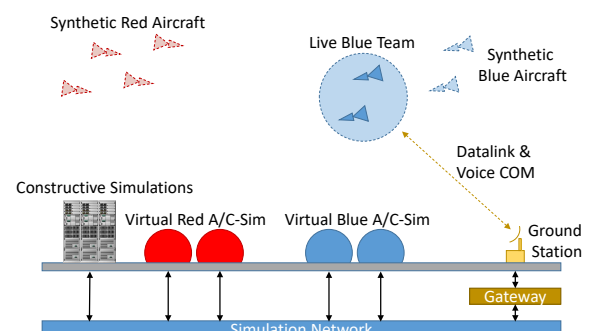 Synthetic Red Aircraft
Live Blue Team
Synthetic
Blue Aircraft
Datalink &
Voice COM
Constructive Simulations
Virtual Red A/C-Sim
Virtual Blue A/C-Sim
Ground
Station
Gateway
Simulation Network